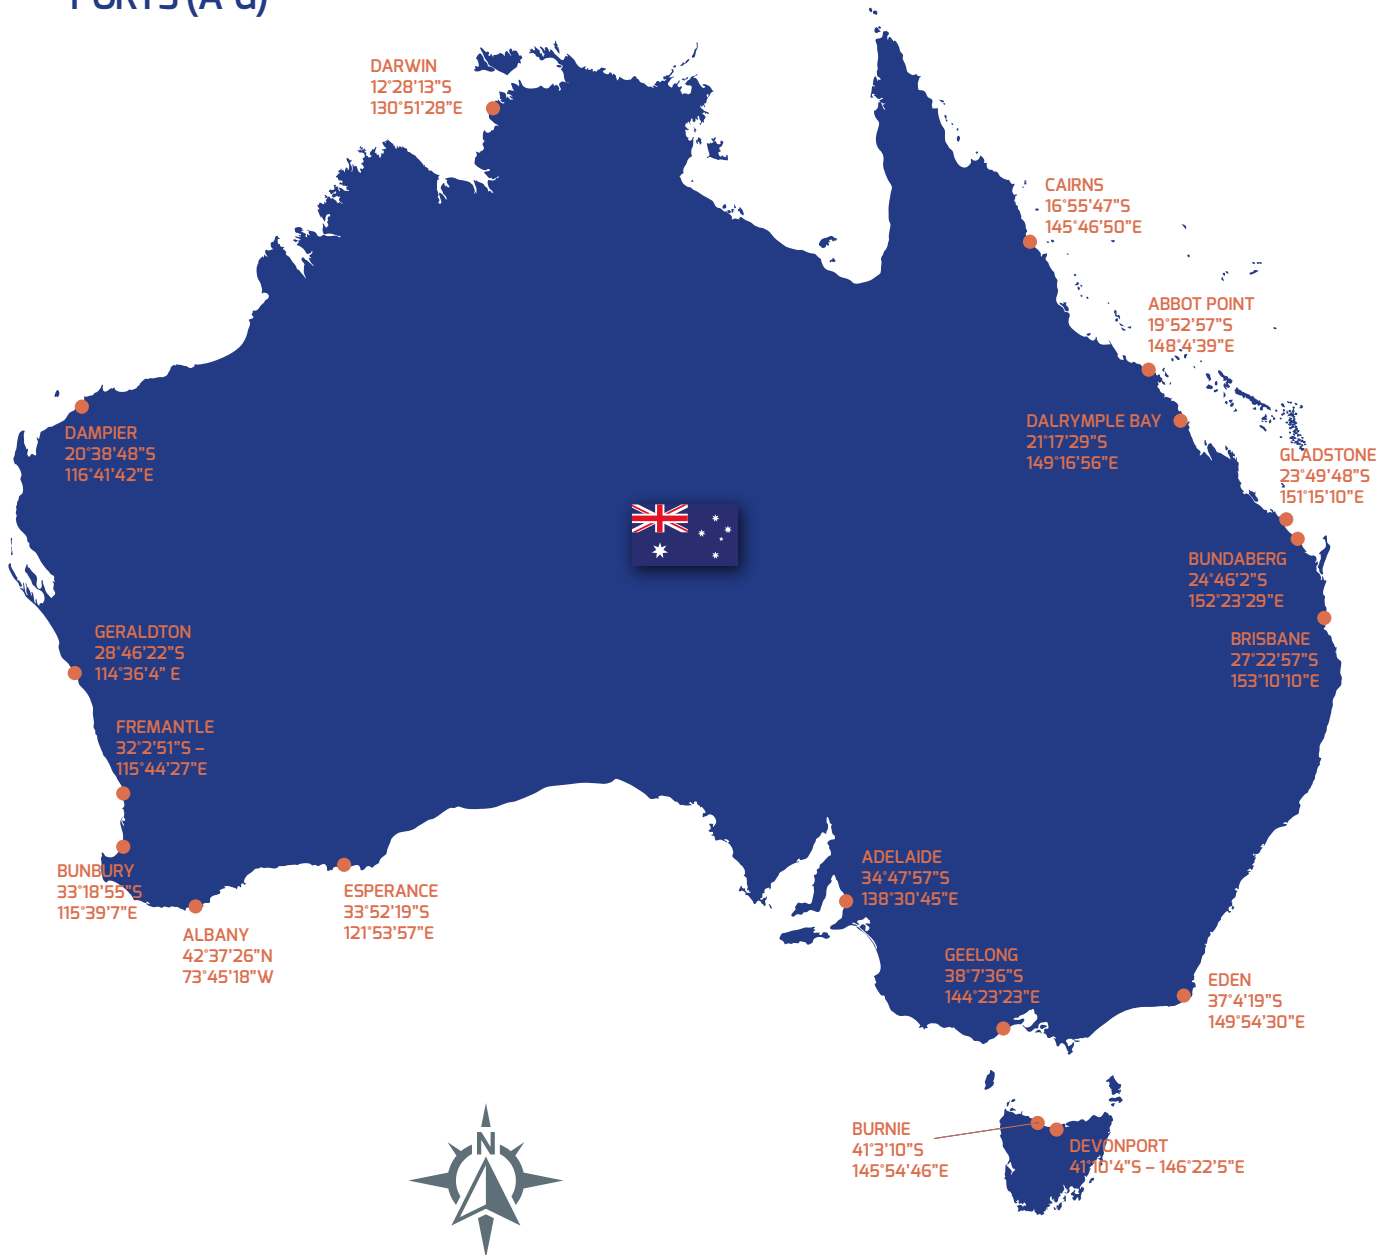 PORTS (A-G)
DARWIN
12°28'13"S
130°51'28"E
CAIRNS
16°55'47"S
145°46'50"E
ABBOT POINT
19°52'57"S
148°4'39"E
DALRYMPLE BAY
21°17'29"S
149°16'56"E
DAMPIER
20°38'48"S
116°41'42"E
GLADSTONE
23°49'48"S
151°15'10"E
BUNDABERG
24°46'2"S
152°23'29"E
GERALDTON
28°46'22"S
114°36'4" E
BRISBANE
27°22'57"S
153°10'10"E
FREMANTLE
32°2'51"S –
115°44'27"E
BUNBURY
33°18'55"S
115°39'7"E
ESPERANCE
33°52'19"S
121°53'57"E
ADELAIDE
34°47'57"S
138°30'45"E
ALBANY
42°37'26"N
73°45'18"W
GEELONG
38°7'36"S
144°23'23"E
EDEN
37°4'19"S
149°54'30"E
BURNIE
41°3'10"S
145°54'46"E
DEVONPORT
41°10'4"S – 146°22'5"E
N